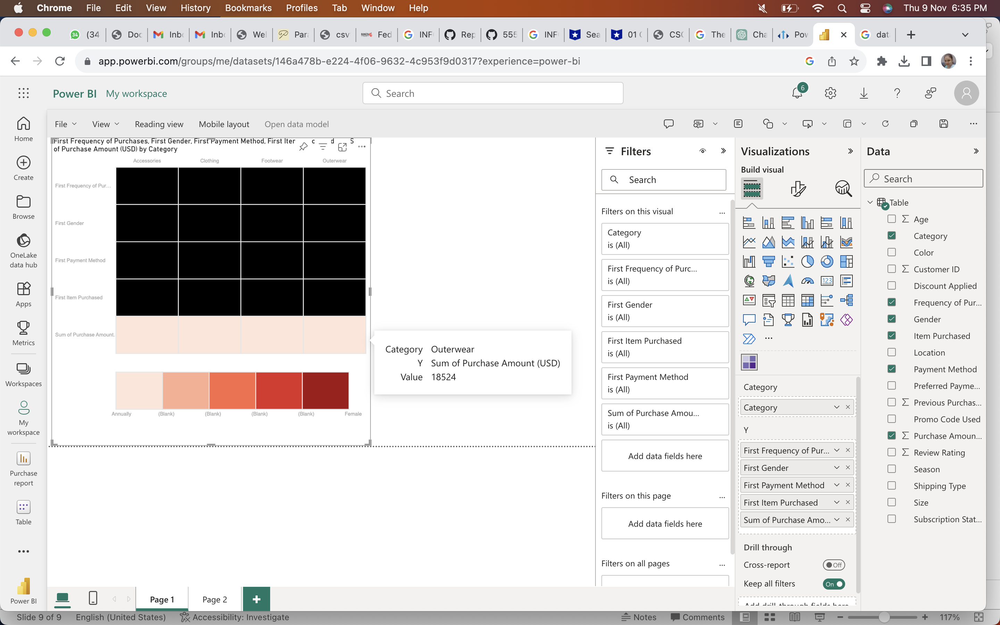 Chrome File Edit View History Bookmarks Profiles Tab Window Help Thu 9 Nov 6:35 PM
34 (34 Doc Inbo Inbo Wel Para csv Fed INF Rep 555 INF Sea 01 CSC The Cha Pow dat
app.powerbi.com/groups/me/datasets/146a478b-e224-4f06-9632-4c953f9d0317?experience=power-bi
Power BI My workspace Search 6
File View Reading view Mobile layout Open data model
Home
Create
Browse
OneLake
data hub
Apps
Metrics
Workspaces
My
workspace
Purchase
report
Table
Power BI
First Frequency of Purchases, First Gender, First Payment Method, First Iter
of Purchase Amount (USD) by Category
Accessories Clothing Footwear Outerwear
First Frequency of Pur...
First Gender
First Payment Method
First Item Purchased
Sum of Purchase Amount.
Annually (Blank) (Blank) (Blank) (Blank) Female
Category Outerwear
Y Sum of Purchase Amount (USD)
Value 18524
Filters
Search
Filters on this visual ...
Category
is (All)
First Frequency of Purc...
is (All)
First Gender
is (All)
First Item Purchased
is (All)
First Payment Method
is (All)
Sum of Purchase Amou...
is (All)
Add data fields here
Filters on this page ...
Add data fields here
Filters on all pages ...
Visualizations
Build visual
123
...
Category
Category
Y
First Frequency of Pur...
First Gender
First Payment Method
First Item Purchased
Sum of Purchase Amo...
Drill through
Cross-report Off
Keep all filters On
Add drill-through fields here
Data
Search
Table
Σ Age
Category
Color
Σ Customer ID
Discount Applied
Frequency of Pur...
Gender
Item Purchased
Location
Payment Method
Preferred Payme...
Σ Previous Purchas...
Promo Code Used
Σ Purchase Amoun...
Σ Review Rating
Season
Shipping Type
Size
Subscription Stat...
Page 1 Page 2 +
Slide 9 of 9 English (United States) Accessibility: Investigate Notes Comments 117%